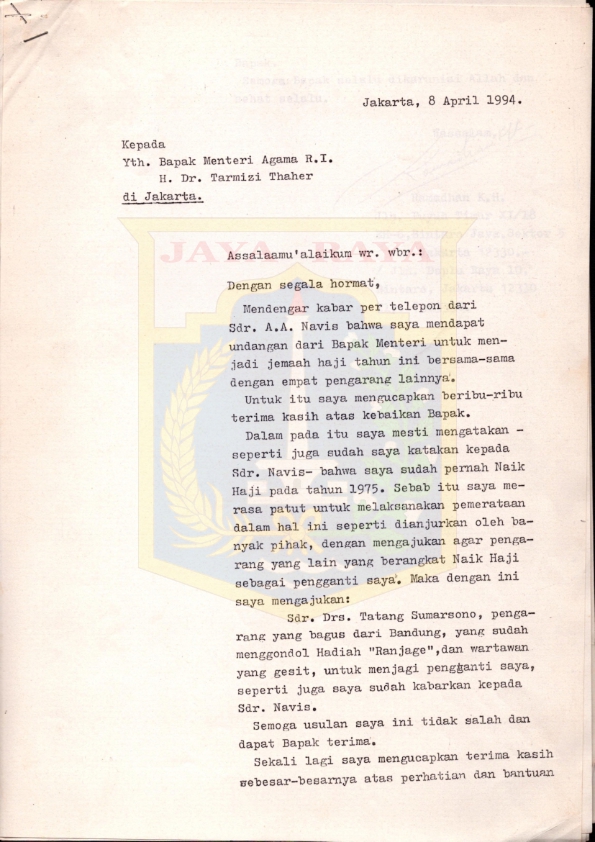 Jakarta, 8 April 1994.
Kepada
Yth. Bapak Menteri Agama R.I.
H. Dr. Tarmizi Thaher
di Jakarta.
JAYA RAYA
Assalaamu'alaikum wr. wbr.:
Dengan segala hormat,
Mendengar kabar per telepon dari
Sdr. A.A. Navis bahwa saya mendapat
undangan dari Bapak Menteri untuk men-
jadi jemaah haji tahun ini bersama-sama
dengan empat pengarang lainnya.
Untuk itu saya mengucapkan beribu-ribu
terima kasih atas kebaikan Bapak.
Dalam pada itu saya mesti mengatakan -
seperti juga sudah saya katakan kepada
Sdr. Navis- bahwa saya sudah pernah Naik
Haji pada tahun 1975. Sebab itu saya me-
rasa patut untuk melaksanakan pemerataan
dalam hal ini seperti dianjurkan oleh ba-
nyak pihak, dengan mengajukan agar penga-
rang yang lain yang berangkat Naik Haji
sebagai pengganti saya. Maka dengan ini
saya mengajukan:
Sdr. Drs. Tatang Sumarsono, penga-
rang yang bagus dari Bandung, yang sudah
menggondol Hadiah "Ranjage",dan wartawan
yang gesit, untuk menjagi pengganti saya,
seperti juga saya sudah kabarkan kepada
Sdr. Navis.
Semoga usulan saya ini tidak salah dan
dapat Bapak terima.
Sekali lagi saya mengucapkan terima kasih
sebesar-besarnya atas perhatian dan bantuan